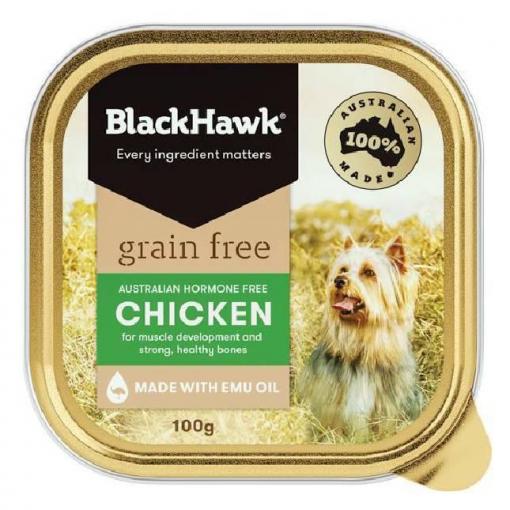 BlackHawk®
Every ingredient matters
AUSTRALIAN
100%
MADE
grain free
AUSTRALIAN HORMONE FREE
CHICKEN
for muscle development and
strong, healthy bones
MADE WITH EMU OIL
100g